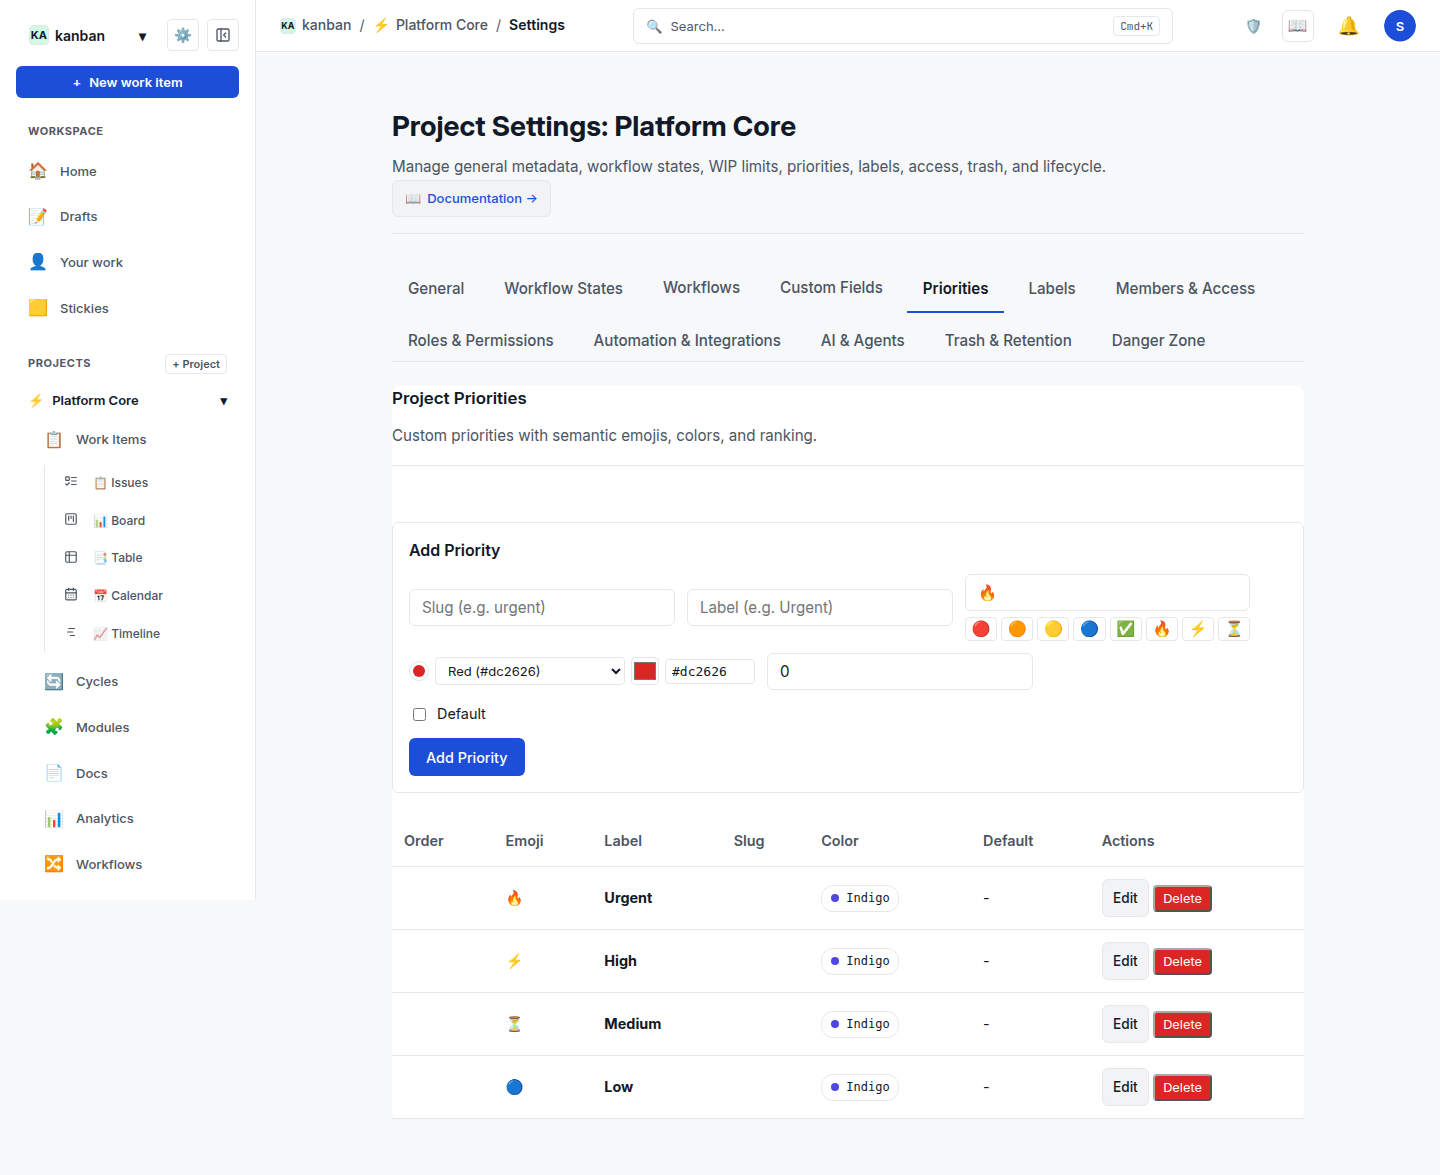 KA kanban ▾
+ New work item
WORKSPACE
🏠 Home
📝 Drafts
👤 Your work
🟨 Stickies
PROJECTS + Project
⚡ Platform Core ▾
📋 Work Items
📋 Issues
📊 Board
📑 Table
📅 Calendar
📈 Timeline
🔄 Cycles
🧩 Modules
📄 Docs
📊 Analytics
🔀 Workflows
KA kanban / ⚡ Platform Core / Settings
🔍 Search... Cmd+K
S
Project Settings: Platform Core
Manage general metadata, workflow states, WIP limits, priorities, labels, access, trash, and lifecycle.
📖 Documentation →
General Workflow States Workflows Custom Fields Priorities Labels Members & Access
Roles & Permissions Automation & Integrations AI & Agents Trash & Retention Danger Zone
Project Priorities
Custom priorities with semantic emojis, colors, and ranking.
Add Priority
Slug (e.g. urgent) Label (e.g. Urgent) 🔥
🔴 🟠 🟡 🔵 ✅ 🔥 ⚡ ⏳
Red (#dc2626) #dc2626 0
Default
Add Priority
Order Emoji Label Slug Color Default Actions
🔥 Urgent Indigo - Edit Delete
⚡ High Indigo - Edit Delete
⏳ Medium Indigo - Edit Delete
🔵 Low Indigo - Edit Delete